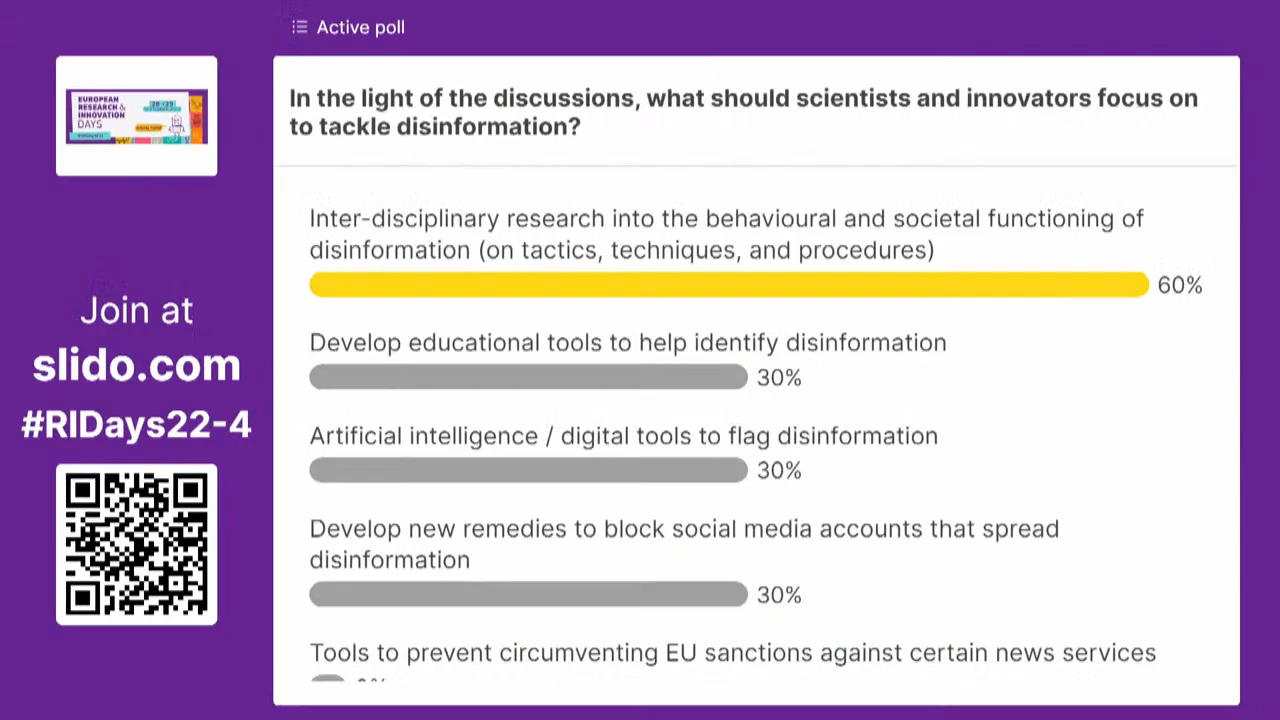 Active poll
EUROPEAN
RESEARCH &
INNOVATION
DAYS
In the light of the discussions, what should scientists and innovators focus on
to tackle disinformation?
Inter-disciplinary research into the behavioural and societal functioning of
disinformation (on tactics, techniques, and procedures)
60%
Develop educational tools to help identify disinformation
30%
Artificial intelligence / digital tools to flag disinformation
30%
Develop new remedies to block social media accounts that spread
disinformation
30%
Tools to prevent circumventing EU sanctions against certain news services
Join at
slido.com
#RIDays22-4